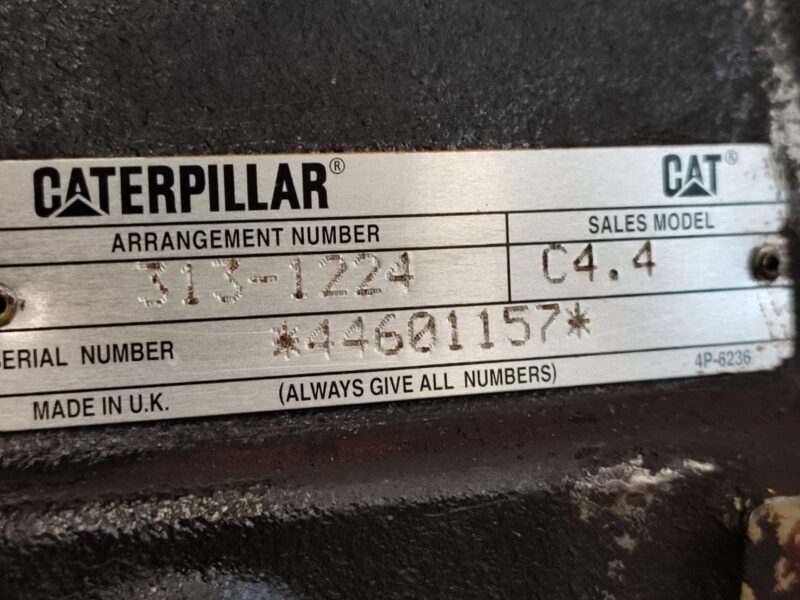 CATERPILLAR® CAT®
ARRANGEMENT NUMBER SALES MODEL
313-1224 C4.4
SERIAL NUMBER *44601157*
MADE IN U.K. (ALWAYS GIVE ALL NUMBERS) 4P-6236